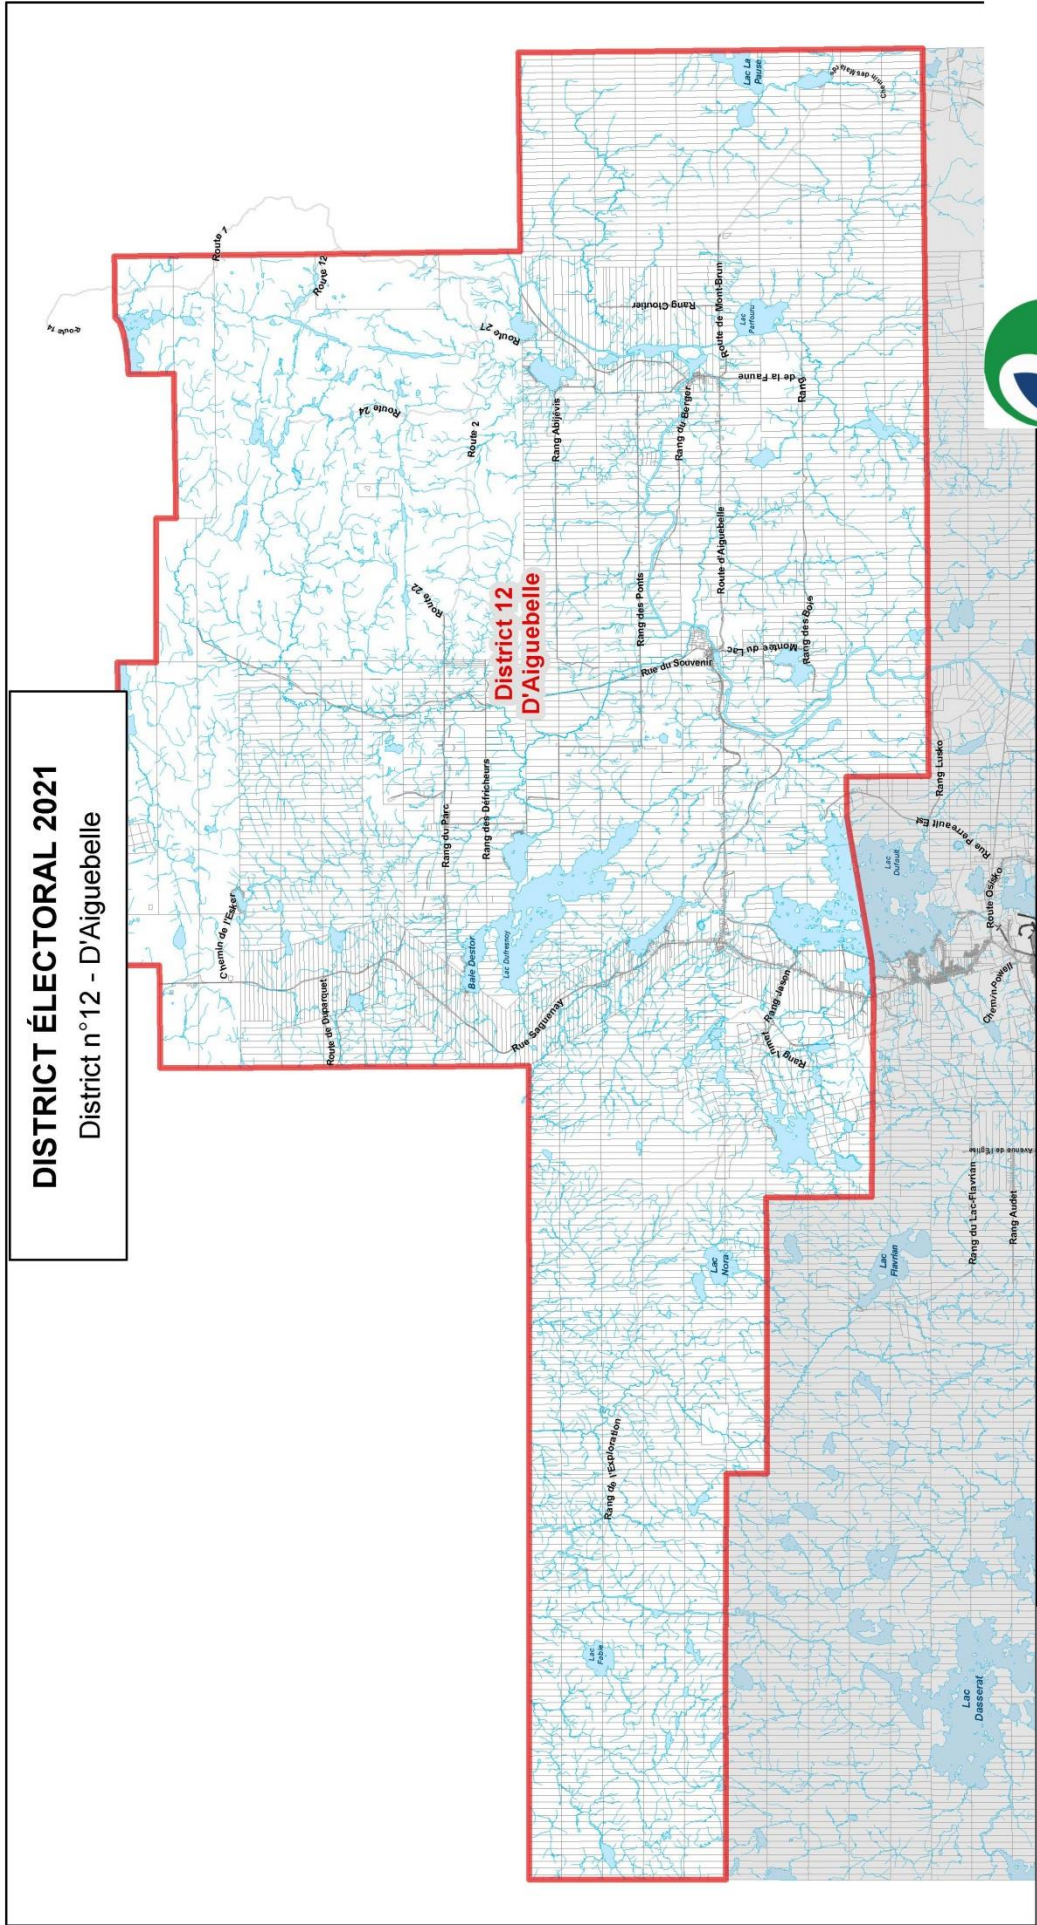 DISTRICT ÉLECTORAL 2021
District n°12 - D'Aiguebelle
Route 14
Route 7
Route 12
Chemin de l'Esker
Route de Duparquet
Route 24
Route 22
Route 2
Route 21
Rang du Parc
Rang des Défricheurs
Baie Destor
Lac Dufresnoy
Rue Saguenay
District 12
D'Aiguebelle
Rang Abijévis
Rang des Ponts
Rang du Berger
Rang Cloutier
Route de Mont-Brun
Lac
Parfouru
Lac La
Pause
Rue du Souvenir
Route d'Aiguebelle
de la Faune
Rang
Montée du Lac
Rang des Bois
Rang Jason
Rang Vimet
Lac
Nora
Rang de l'Exploration
Lac
Fabie
Lac
Dufault
Rang Lusko
Rue Perreault Est
Route Osisko
Chemin Powell
Avenue de l'Église
Rang du Lac-Flavrian
Rang Audet
Lac
Flavrian
Lac
Dasserat